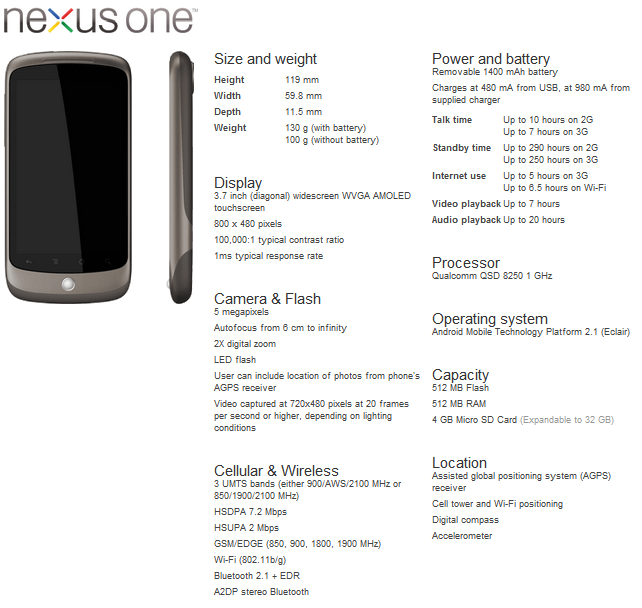 nexus one™
Size and weight
Height 119 mm
Width 59.8 mm
Depth 11.5 mm
Weight 130 g (with battery)
100 g (without battery)
Display
3.7 inch (diagonal) widescreen WVGA AMOLED
touchscreen
800 x 480 pixels
100,000:1 typical contrast ratio
1ms typical response rate
Camera & Flash
5 megapixels
Autofocus from 6 cm to infinity
2X digital zoom
LED flash
User can include location of photos from phone's
AGPS receiver
Video captured at 720x480 pixels at 20 frames
per second or higher, depending on lighting
conditions
Cellular & Wireless
3 UMTS bands (either 900/AWS/2100 MHz or
850/1900/2100 MHz)
HSDPA 7.2 Mbps
HSUPA 2 Mbps
GSM/EDGE (850, 900, 1800, 1900 MHz)
Wi-Fi (802.11b/g)
Bluetooth 2.1 + EDR
A2DP stereo Bluetooth
Power and battery
Removable 1400 mAh battery
Charges at 480 mA from USB, at 980 mA from
supplied charger
Talk time Up to 10 hours on 2G
Up to 7 hours on 3G
Standby time Up to 290 hours on 2G
Up to 250 hours on 3G
Internet use Up to 5 hours on 3G
Up to 6.5 hours on Wi-Fi
Video playback Up to 7 hours
Audio playback Up to 20 hours
Processor
Qualcomm QSD 8250 1 GHz
Operating system
Android Mobile Technology Platform 2.1 (Eclair)
Capacity
512 MB Flash
512 MB RAM
4 GB Micro SD Card (Expandable to 32 GB)
Location
Assisted global positioning system (AGPS)
receiver
Cell tower and Wi-Fi positioning
Digital compass
Accelerometer